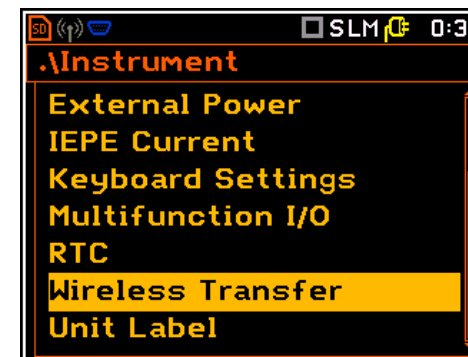 SD SLM 0:3
.\Instrument
External Power
IEPE Current
Keyboard Settings
Multifunction I/O
RTC
Wireless Transfer
Unit Label